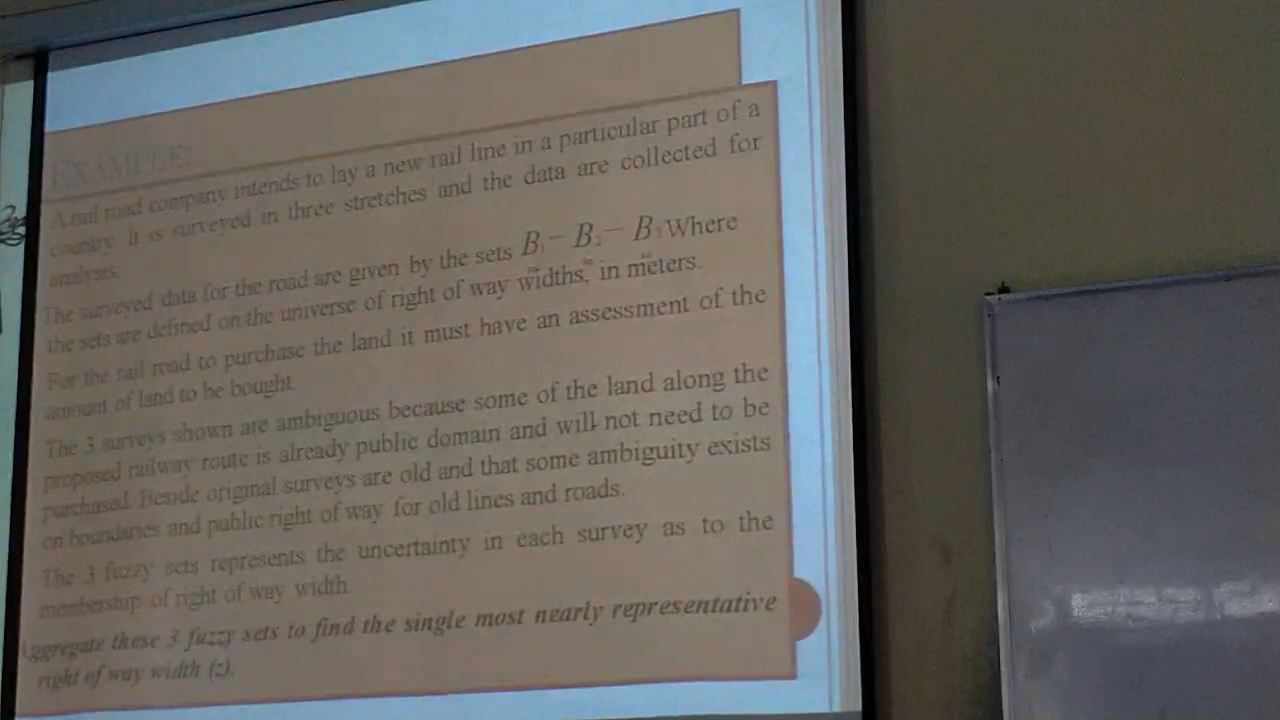 EXAMPLE:
A rail road company intends to lay a new rail line in a particular part of a
country. It is surveyed in three stretches and the data are collected for
analysis.
The surveyed data for the road are given by the sets B₁ – B₂ – B₃ Where
the sets are defined on the universe of right of way widths, in meters.
For the rail road to purchase the land it must have an assessment of the
amount of land to be bought.
The 3 surveys shown are ambiguous because some of the land along the
proposed railway route is already public domain and will not need to be
purchased. Beside original surveys are old and that some ambiguity exists
on boundaries and public right of way for old lines and roads.
The 3 fuzzy sets represents the uncertainty in each survey as to the
membership of right of way width.
Aggregate these 3 fuzzy sets to find the single most nearly representative
right of way width (z).